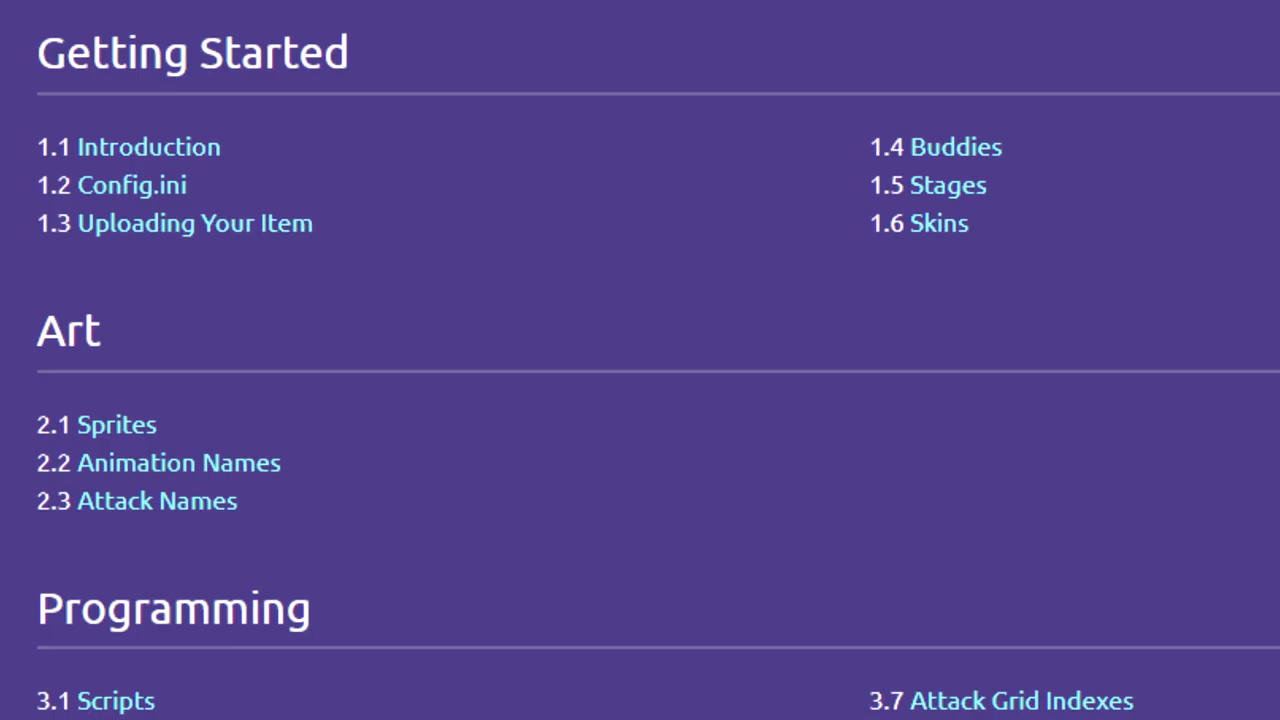 Getting Started
1.1 Introduction
1.2 Config.ini
1.3 Uploading Your Item
1.4 Buddies
1.5 Stages
1.6 Skins
Art
2.1 Sprites
2.2 Animation Names
2.3 Attack Names
Programming
3.1 Scripts
3.7 Attack Grid Indexes